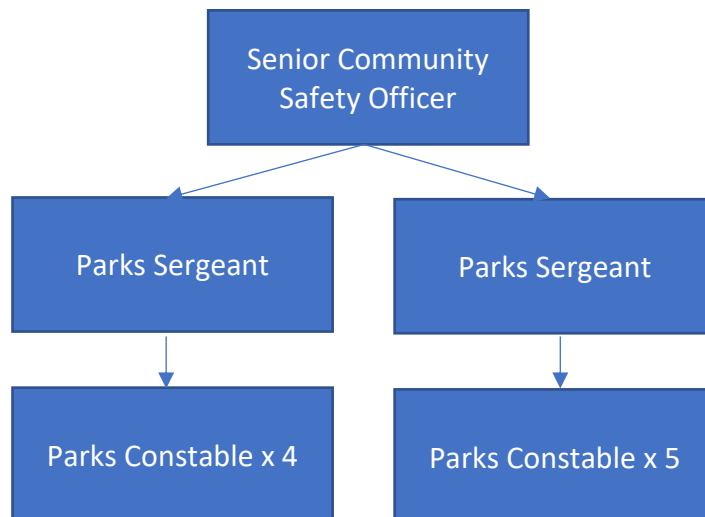 Senior Community
Safety Officer
Parks Sergeant
Parks Sergeant
Parks Constable x 4
Parks Constable x 5